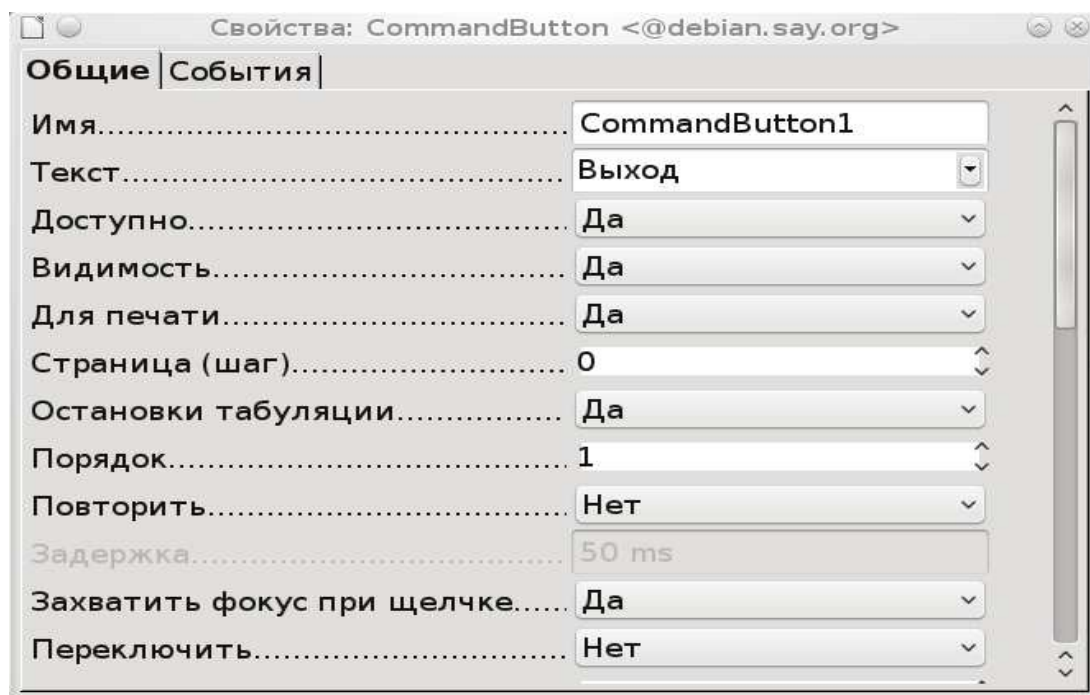 Свойства: CommandButton <@debian.say.org>
Общие События
Имя................................................ CommandButton1
Текст.............................................. Выход
Доступно........................................ Да
Видимость...................................... Да
Для печати..................................... Да
Страница (шаг).............................. 0
Остановки табуляции.................. Да
Порядок.......................................... 1
Повторить...................................... Нет
Задержка........................................ 50 ms
Захватить фокус при щелчке...... Да
Переключить................................. Нет